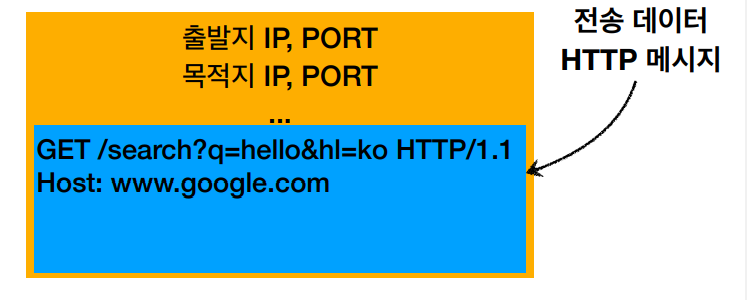 출발지 IP, PORT
목적지 IP, PORT
...
GET /search?q=hello&hl=ko HTTP/1.1
Host: www.google.com
전송 데이터
HTTP 메시지